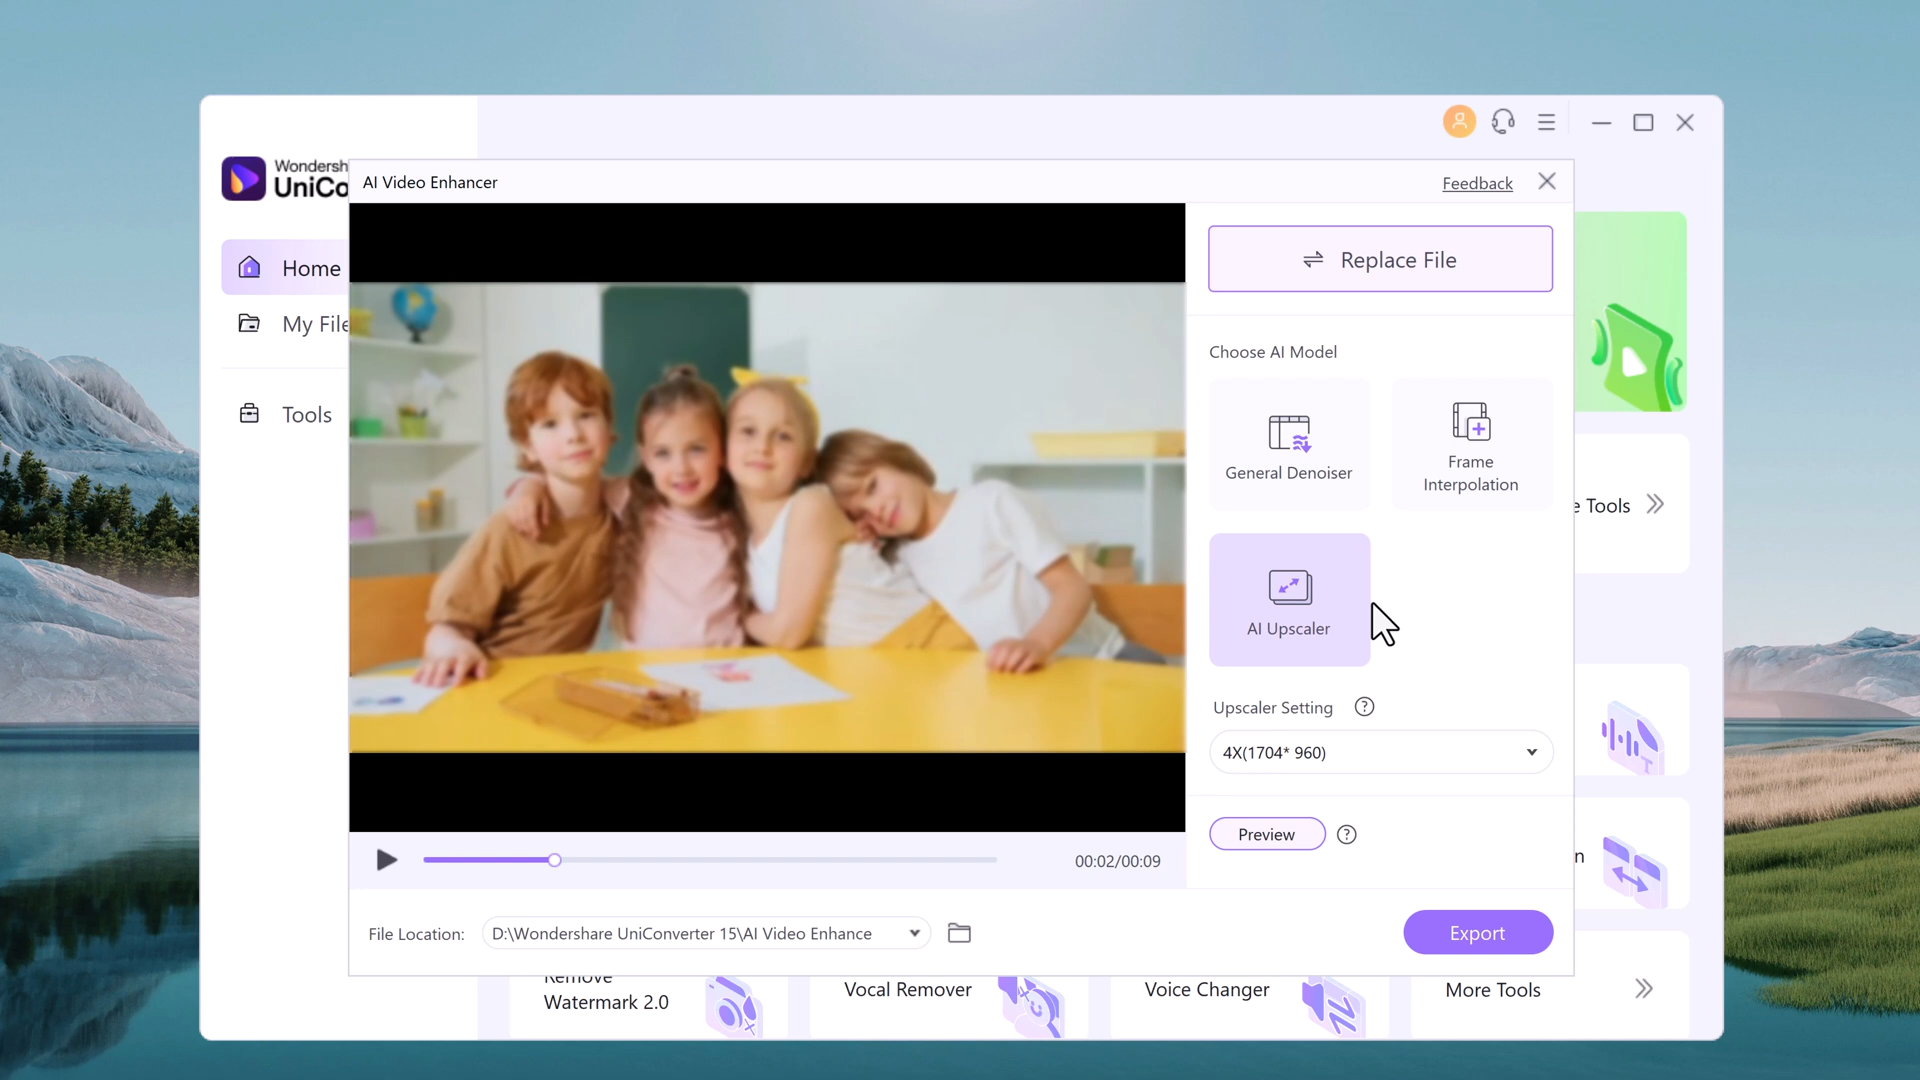 Wondersh
UniCo
AI Video Enhancer
Feedback
Home
My File
Tools
Replace File
Choose AI Model
General Denoiser
Frame
Interpolation
AI Upscaler
Upscaler Setting
4X(1704* 960)
Preview
00:02/00:09
File Location:
D:\Wondershare UniConverter 15\AI Video Enhance
Export
e Tools
n
Remove
Watermark 2.0
Vocal Remover
Voice Changer
More Tools